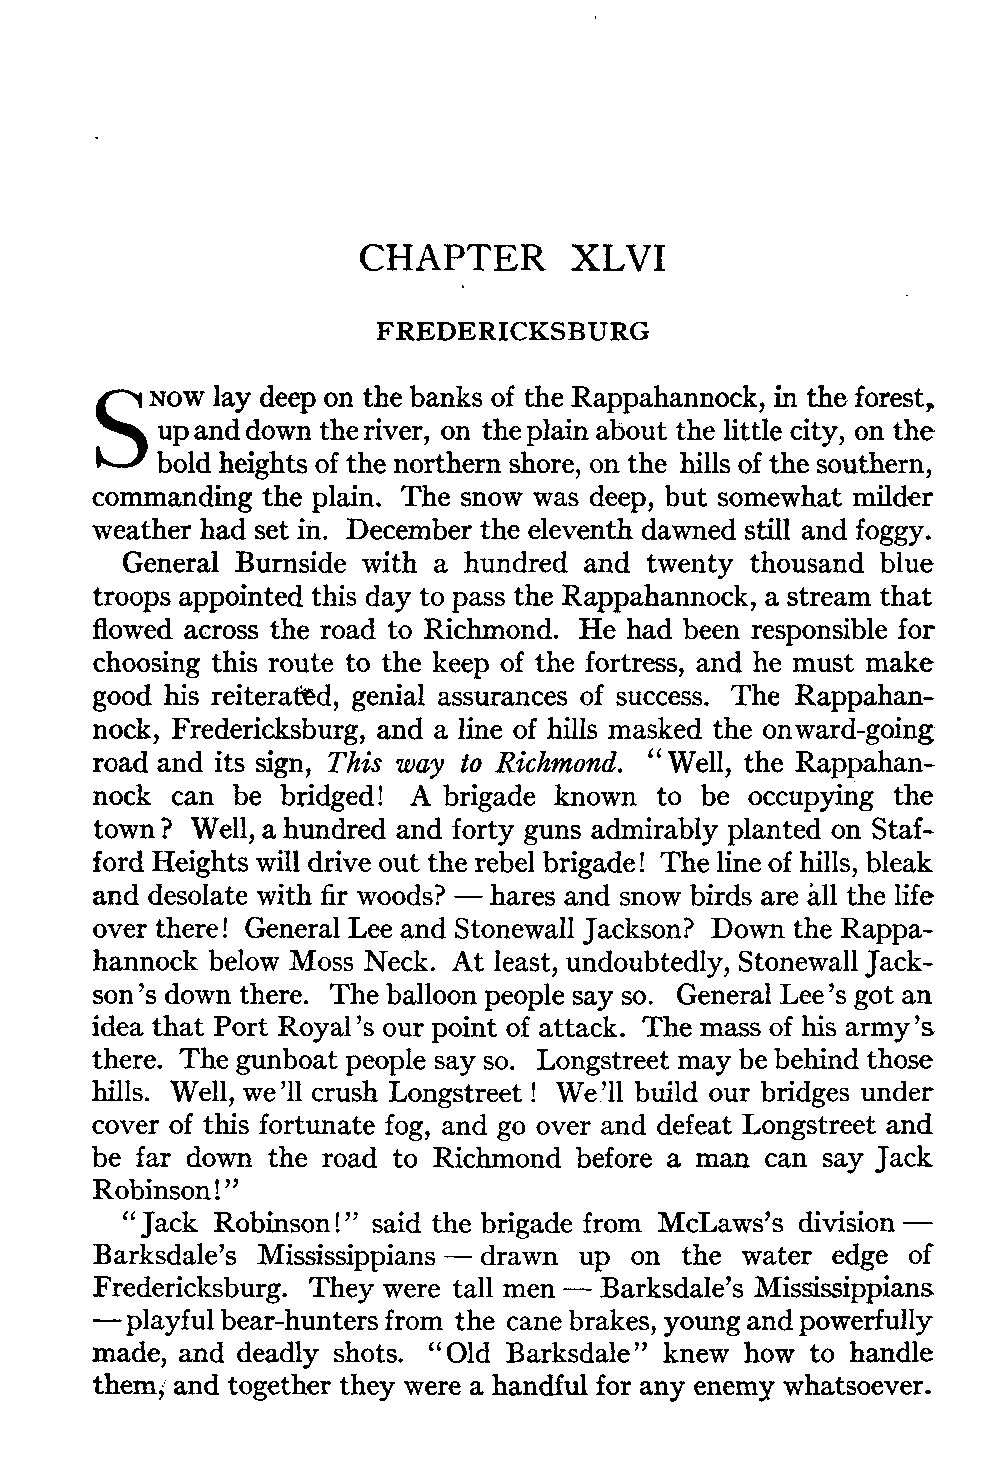 CHAPTER XLVI
FREDERICKSBURG
SNOW lay deep on the banks of the Rappahannock, in the forest,
up and down the river, on the plain about the little city, on the
bold heights of the northern shore, on the hills of the southern,
commanding the plain. The snow was deep, but somewhat milder
weather had set in. December the eleventh dawned still and foggy.
General Burnside with a hundred and twenty thousand blue
troops appointed this day to pass the Rappahannock, a stream that
flowed across the road to Richmond. He had been responsible for
choosing this route to the keep of the fortress, and he must make
good his reiterated, genial assurances of success. The Rappahan-
nock, Fredericksburg, and a line of hills masked the onward-going
road and its sign, This way to Richmond. "Well, the Rappahan-
nock can be bridged! A brigade known to be occupying the
town? Well, a hundred and forty guns admirably planted on Staf-
ford Heights will drive out the rebel brigade! The line of hills, bleak
and desolate with fir woods? — hares and snow birds are all the life
over there! General Lee and Stonewall Jackson? Down the Rappa-
hannock below Moss Neck. At least, undoubtedly, Stonewall Jack-
son's down there. The balloon people say so. General Lee's got an
idea that Port Royal's our point of attack. The mass of his army's
there. The gunboat people say so. Longstreet may be behind those
hills. Well, we'll crush Longstreet! We'll build our bridges under
cover of this fortunate fog, and go over and defeat Longstreet and
be far down the road to Richmond before a man can say Jack
Robinson!"
"Jack Robinson!" said the brigade from McLaws's division —
Barksdale's Mississippians — drawn up on the water edge of
Fredericksburg. They were tall men — Barksdale's Mississippians
— playful bear-hunters from the cane brakes, young and powerfully
made, and deadly shots. "Old Barksdale" knew how to handle
them, and together they were a handful for any enemy whatsoever.